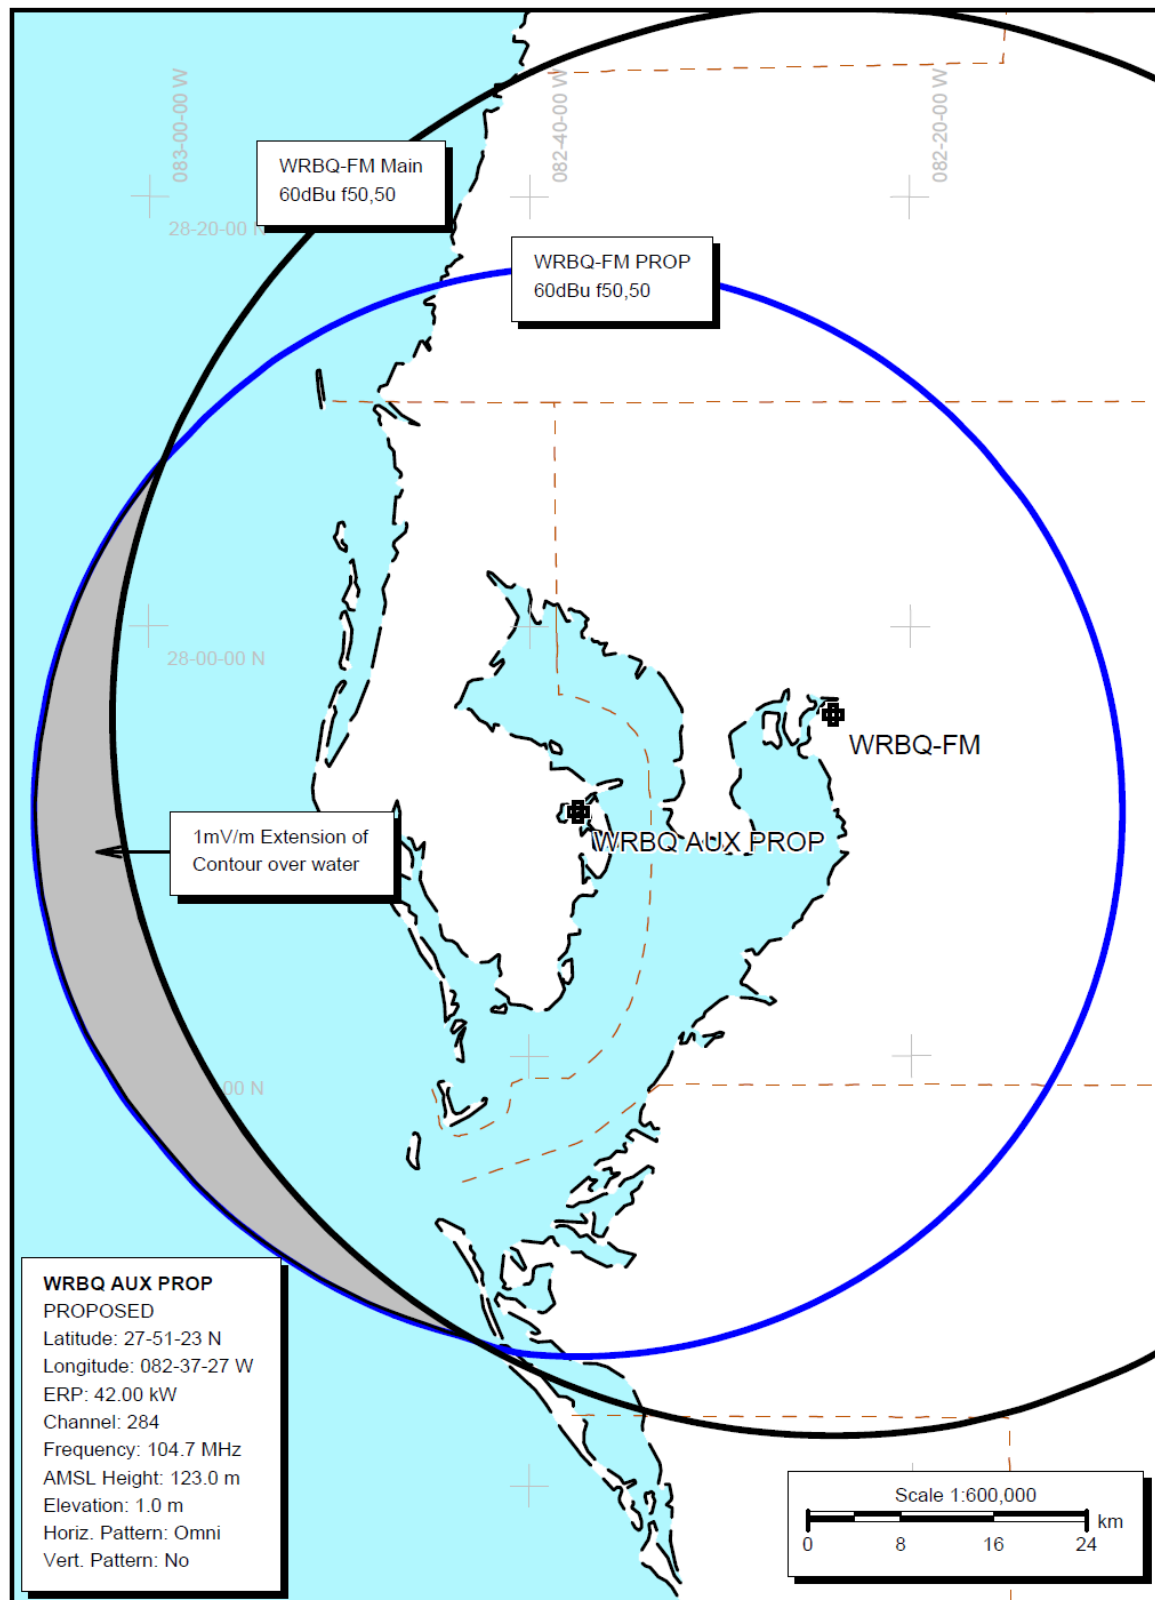 083-00-00 W
082-40-00 W
082-20-00 W
WRBQ-FM Main
60dBu f50,50
28-20-00 N
WRBQ-FM PROP
60dBu f50,50
28-00-00 N
WRBQ-FM
1mV/m Extension of
Contour over water
WRBQ AUX PROP
00 N
WRBQ AUX PROP
PROPOSED
Latitude: 27-51-23 N
Longitude: 082-37-27 W
ERP: 42.00 kW
Channel: 284
Frequency: 104.7 MHz
AMSL Height: 123.0 m
Elevation: 1.0 m
Horiz. Pattern: Omni
Vert. Pattern: No
Scale 1:600,000
km
0 8 16 24